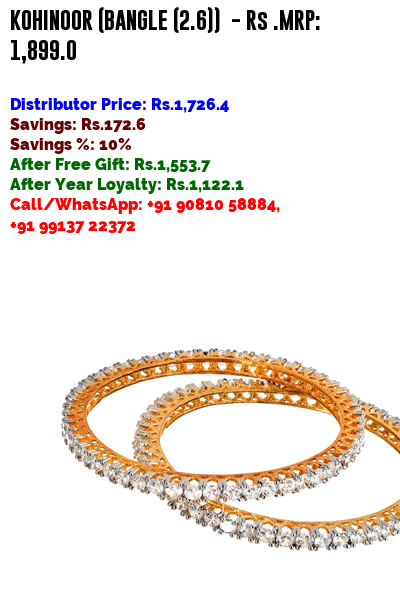 KOHINOOR (BANGLE (2.6)) - Rs .MRP:
1,899.0
Distributor Price: Rs.1,726.4
Savings: Rs.172.6
Savings %: 10%
After Free Gift: Rs.1,553.7
After Year Loyalty: Rs.1,122.1
Call/WhatsApp: +91 90810 58884,
+91 99137 22372